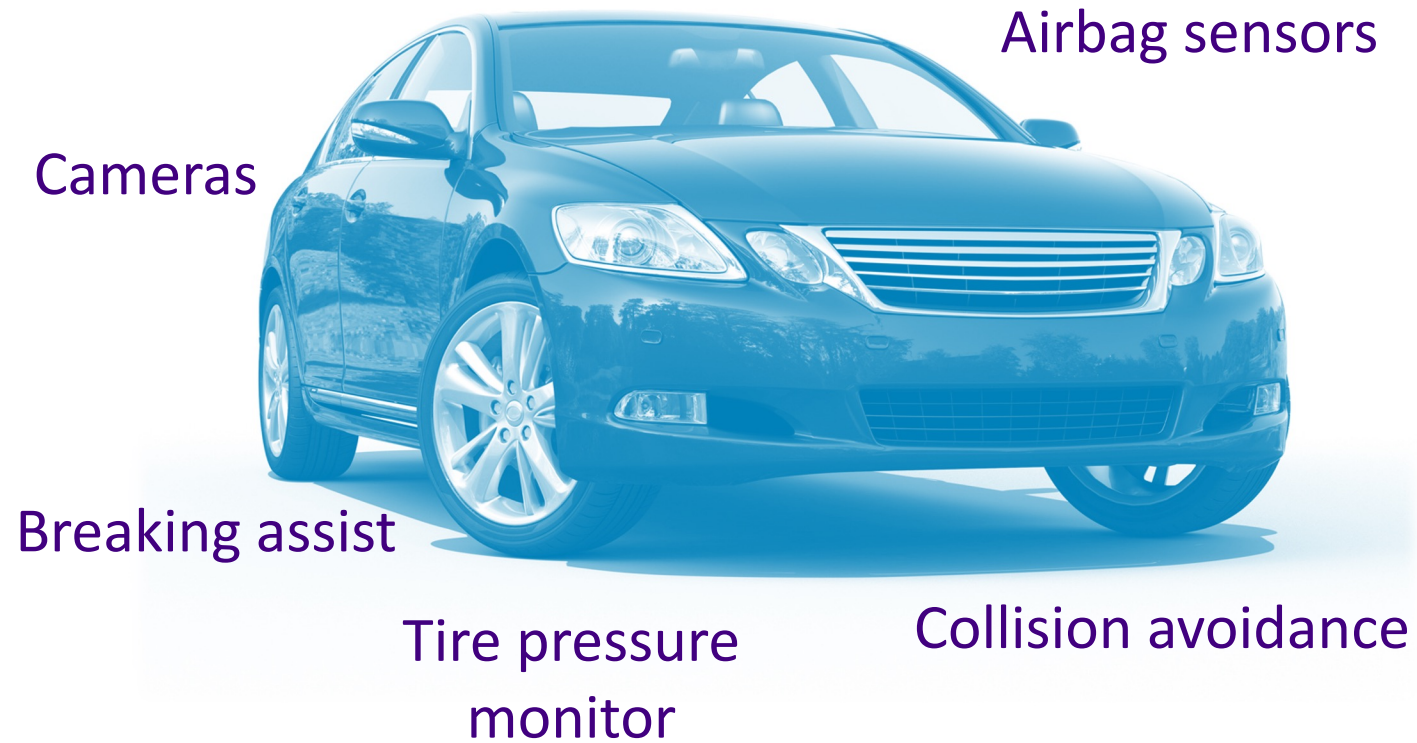 Airbag sensors
Cameras
Breaking assist
Tire pressure
monitor
Collision avoidance